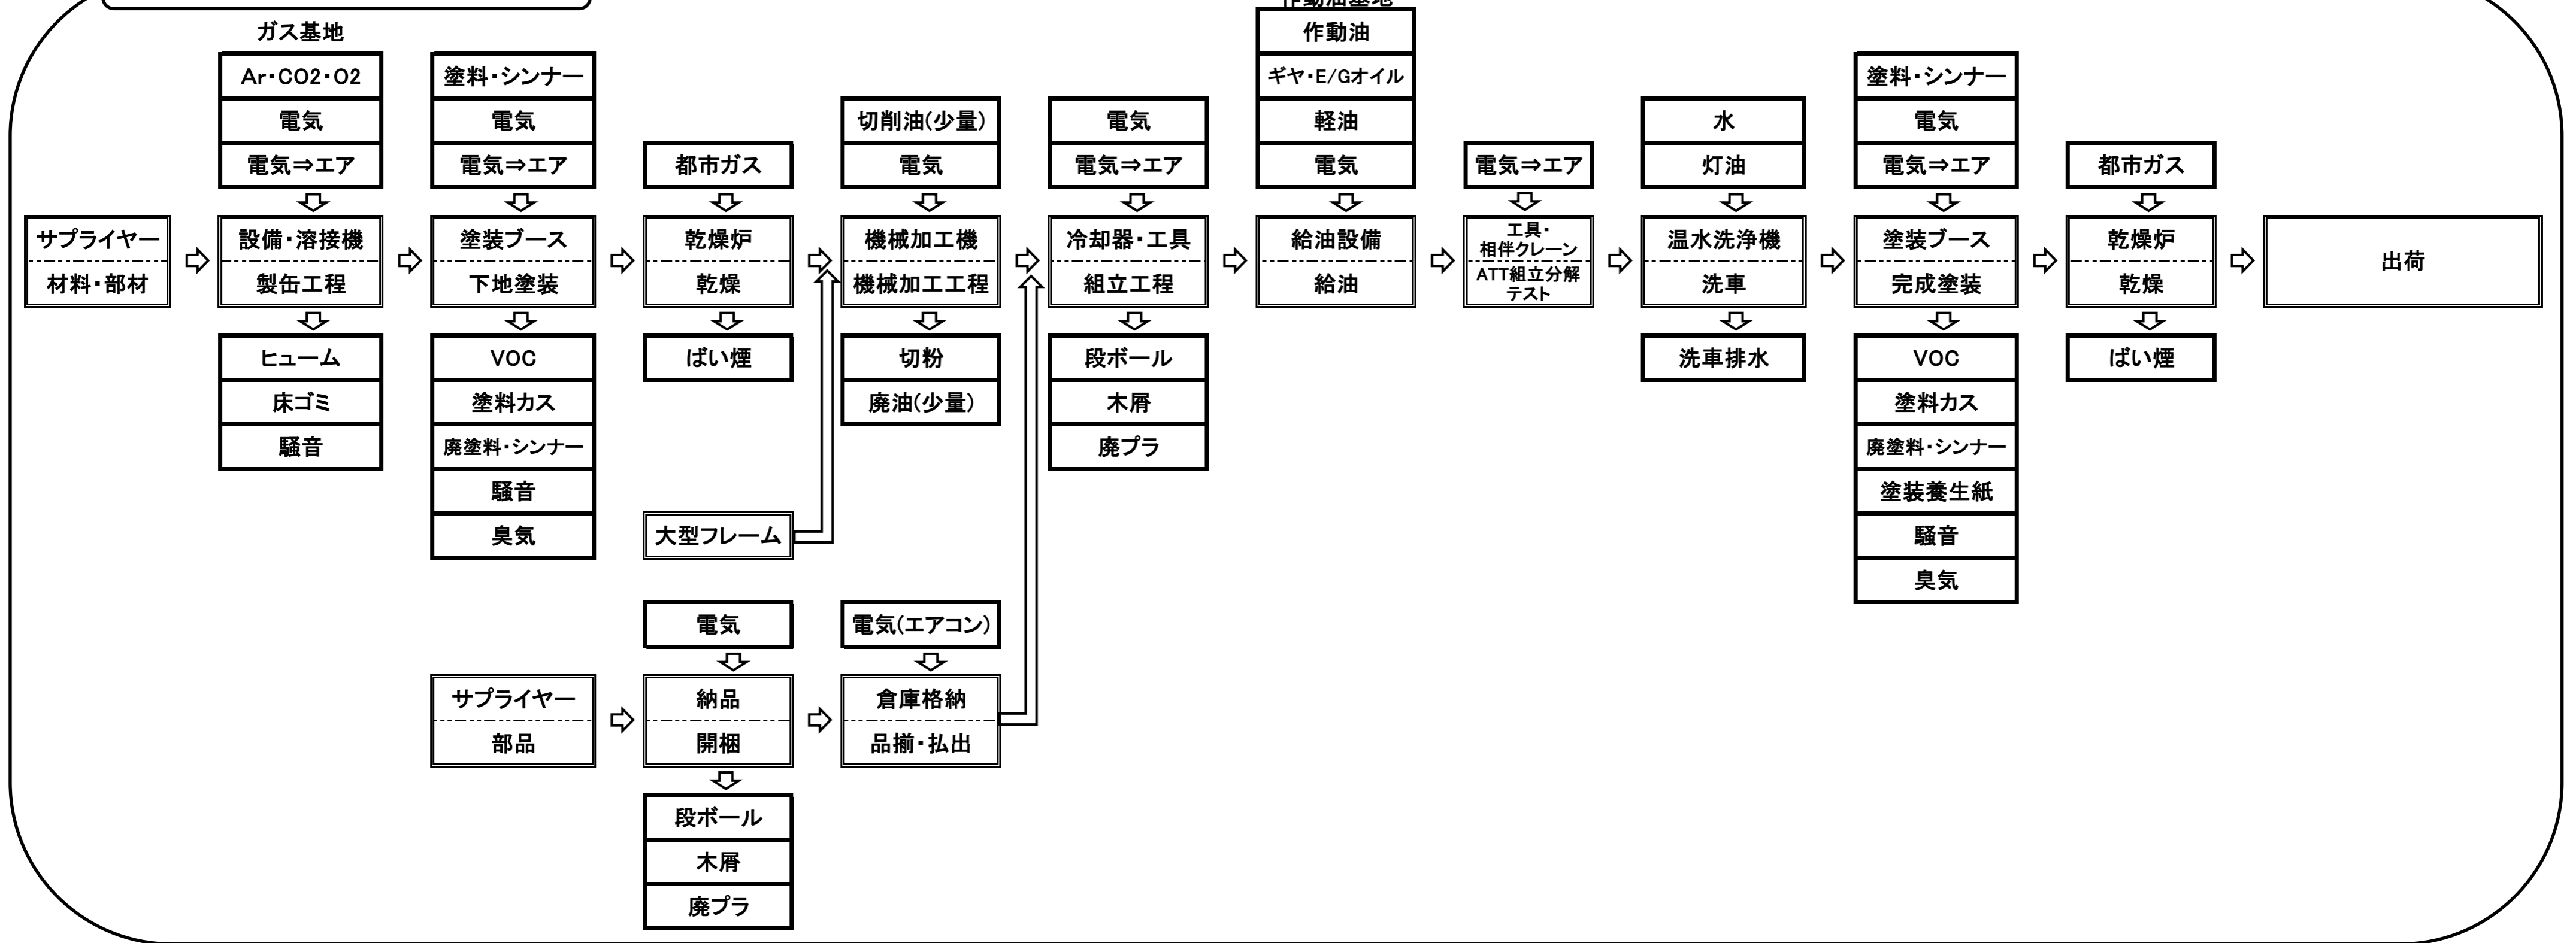 作動油基地
ガス基地
Ar・CO2・O2
電気
電気⇒エア
塗料・シンナー
電気
電気⇒エア
都市ガス
切削油(少量)
電気
電気
電気⇒エア
作動油
ギヤ・E/Gオイル
軽油
電気
電気⇒エア
水
灯油
塗料・シンナー
電気
電気⇒エア
都市ガス
サプライヤー
材料・部材
設備・溶接機
製缶工程
塗装ブース
下地塗装
乾燥炉
乾燥
機械加工機
機械加工工程
冷却器・工具
組立工程
給油設備
給油
工具・
相伴クレーン
ATT組立分解
テスト
温水洗浄機
洗車
塗装ブース
完成塗装
乾燥炉
乾燥
出荷
ヒューム
床ゴミ
騒音
VOC
塗料カス
廃塗料・シンナー
騒音
臭気
ばい煙
切粉
廃油(少量)
段ボール
木屑
廃プラ
洗車排水
VOC
塗料カス
廃塗料・シンナー
塗装養生紙
騒音
臭気
ばい煙
大型フレーム
電気
電気(エアコン)
サプライヤー
部品
納品
開梱
倉庫格納
品揃・払出
段ボール
木屑
廃プラ